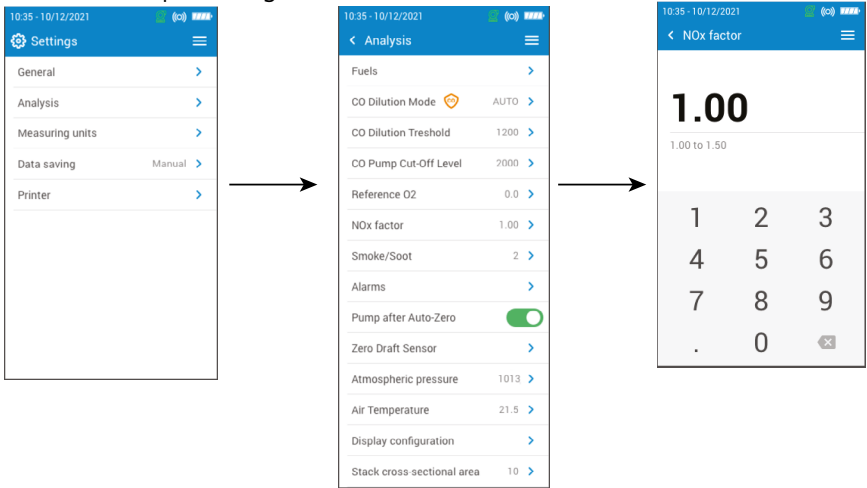 10:35 - 10/12/2021
Settings
General
Analysis
Measuring units
Data saving Manual
Printer
10:35 - 10/12/2021
Analysis
Fuels
CO Dilution Mode AUTO
CO Dilution Treshold 1200
CO Pump Cut-Off Level 2000
Reference O2 0.0
NOx factor 1.00
Smoke/Soot 2
Alarms
Pump after Auto-Zero
Zero Draft Sensor
Atmospheric pressure 1013
Air Temperature 21.5
Display configuration
Stack cross-sectional area 10
10:35 - 10/12/2021
NOx factor
1.00
1.00 to 1.50
1 2 3
4 5 6
7 8 9
. 0